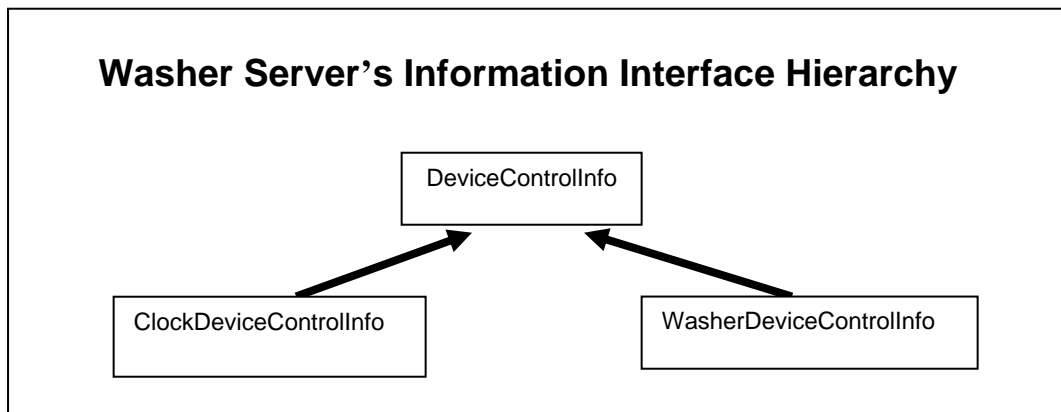 Washer Server's Information Interface Hierarchy
DeviceControlInfo
ClockDeviceControlInfo
WasherDeviceControlInfo